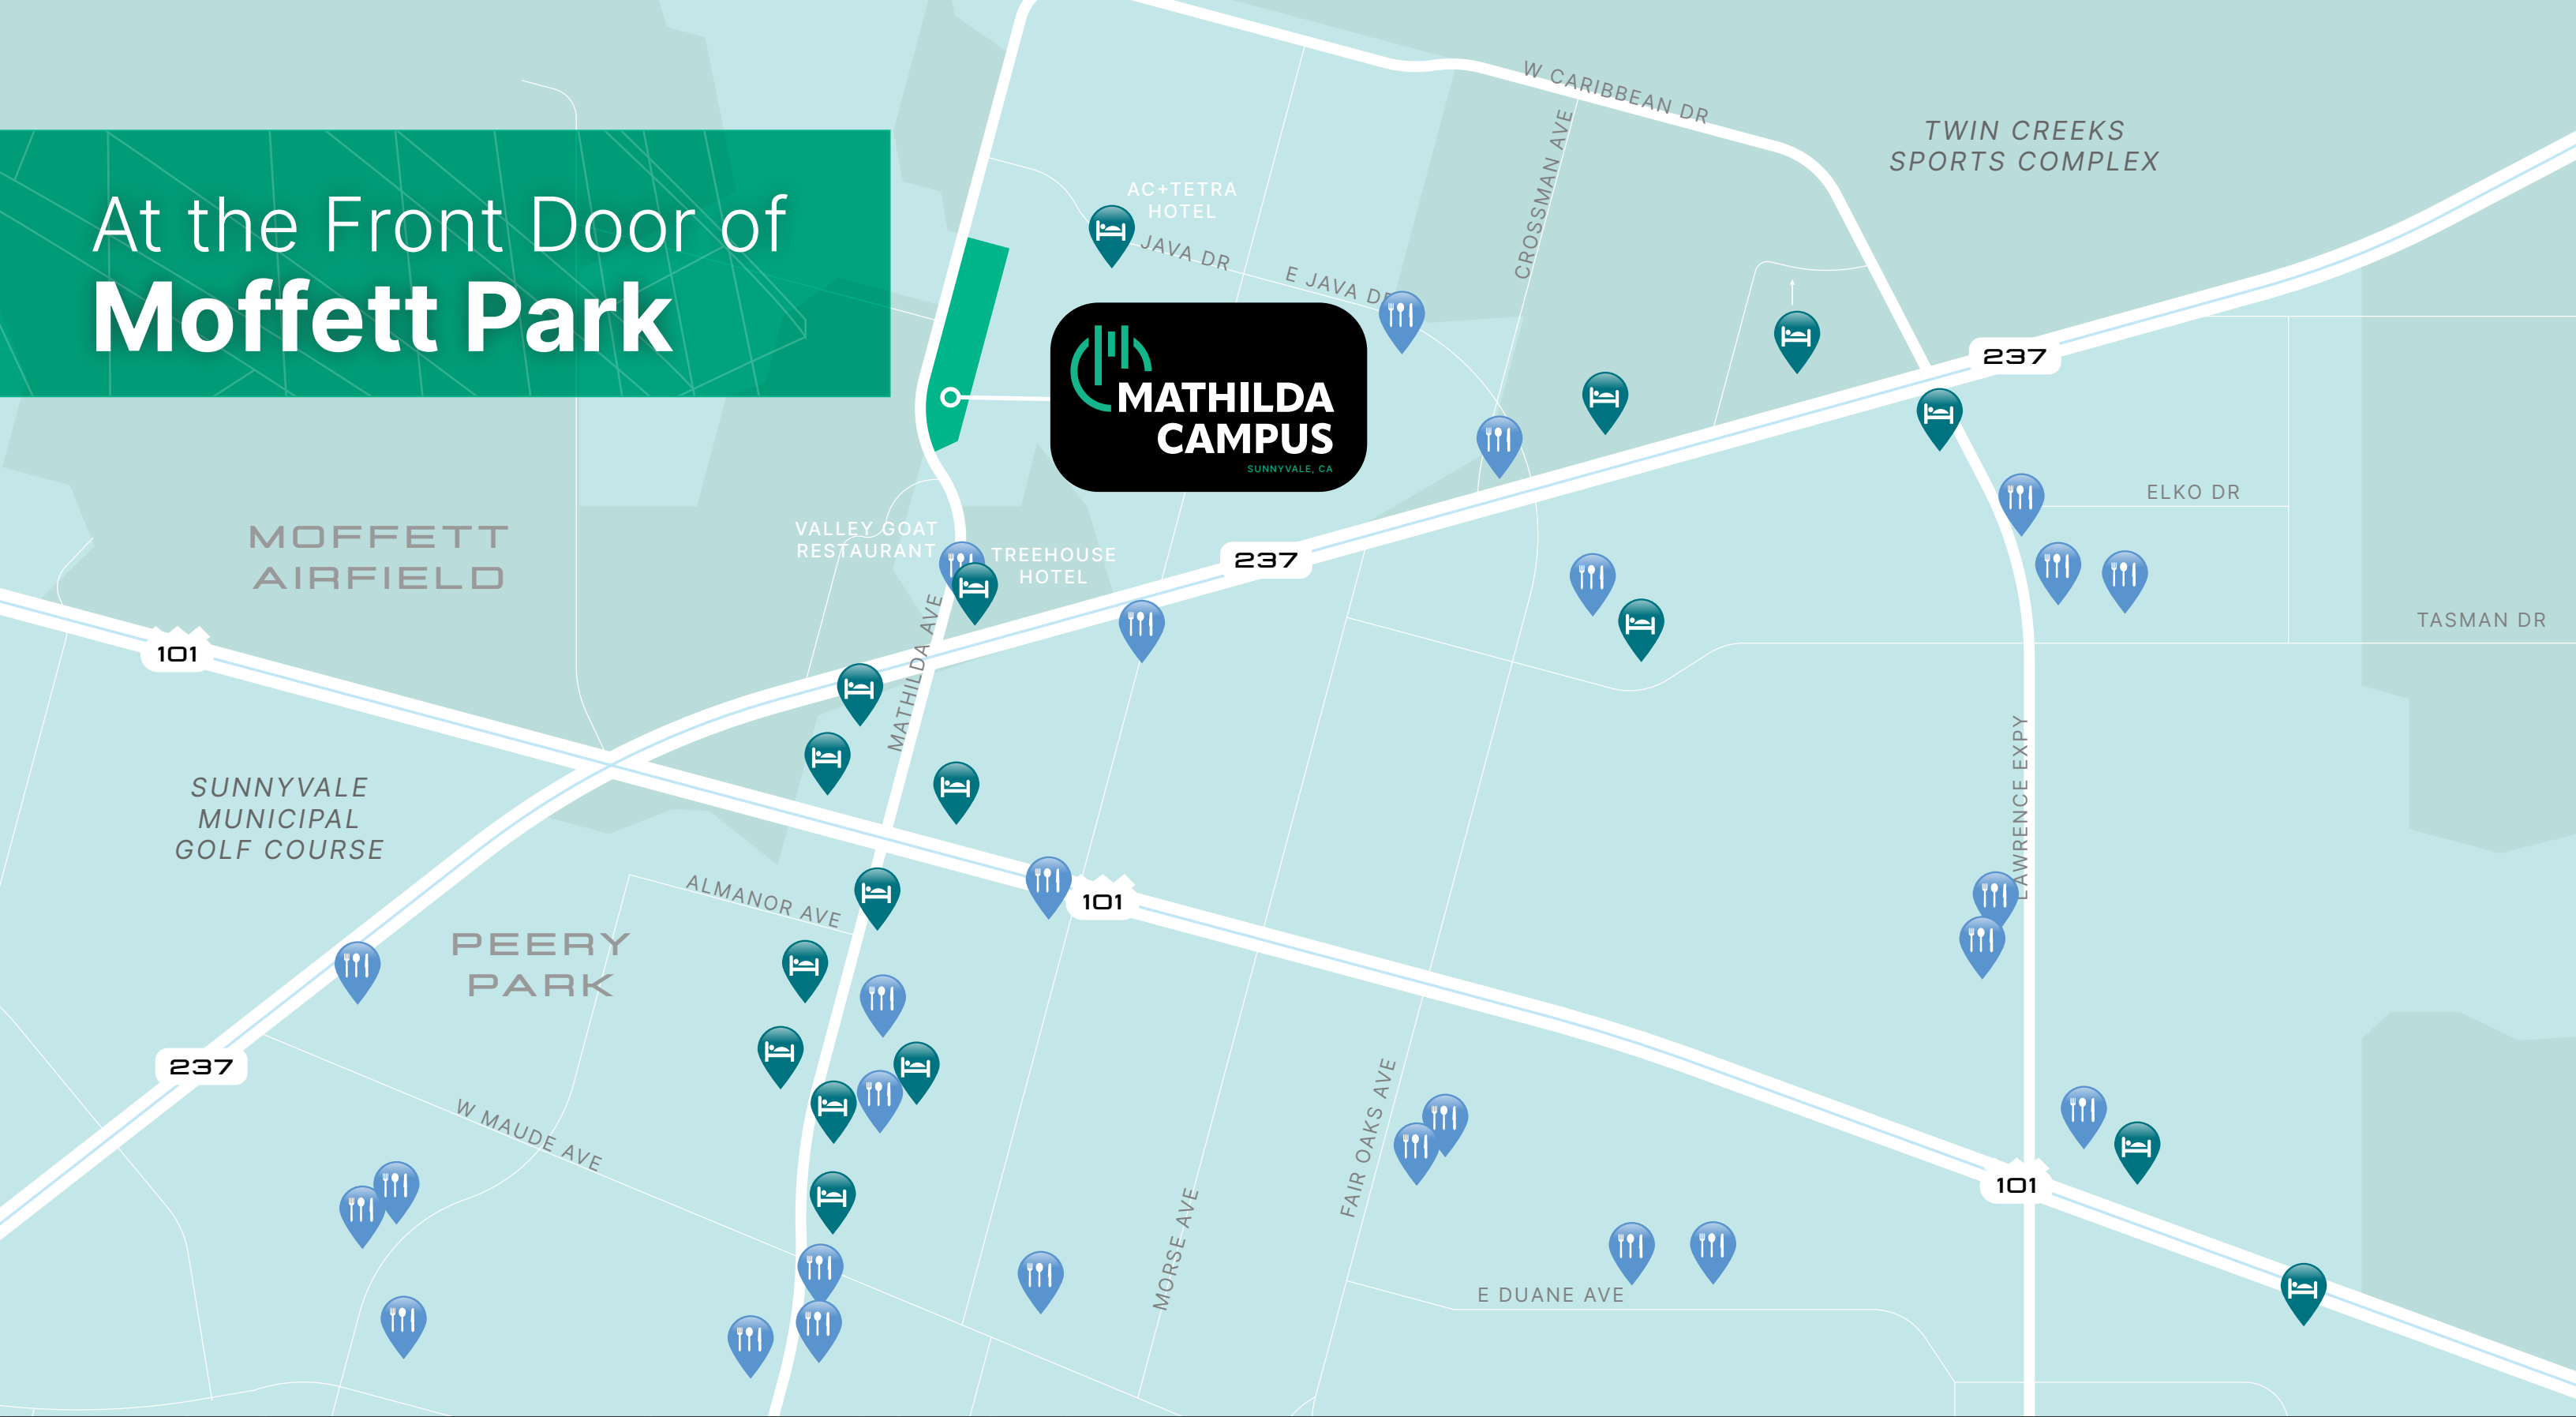 At the Front Door of
Moffett Park
W CARIBBEAN DR
TWIN CREEKS
SPORTS COMPLEX
CROSSMAN AVE
AC+TETRA
HOTEL
JAVA DR
E JAVA DR
237
MATHILDA
CAMPUS
SUNNYVALE, CA
ELKO DR
MOFFETT
AIRFIELD
VALLEY GOAT
RESTAURANT
TREEHOUSE
HOTEL
237
TASMAN DR
101
MATHILDA AVE
SUNNYVALE
MUNICIPAL
GOLF COURSE
LAWRENCE EXPY
ALMANOR AVE
101
PEERY
PARK
237
W MAUDE AVE
FAIR OAKS AVE
MORSE AVE
101
E DUANE AVE